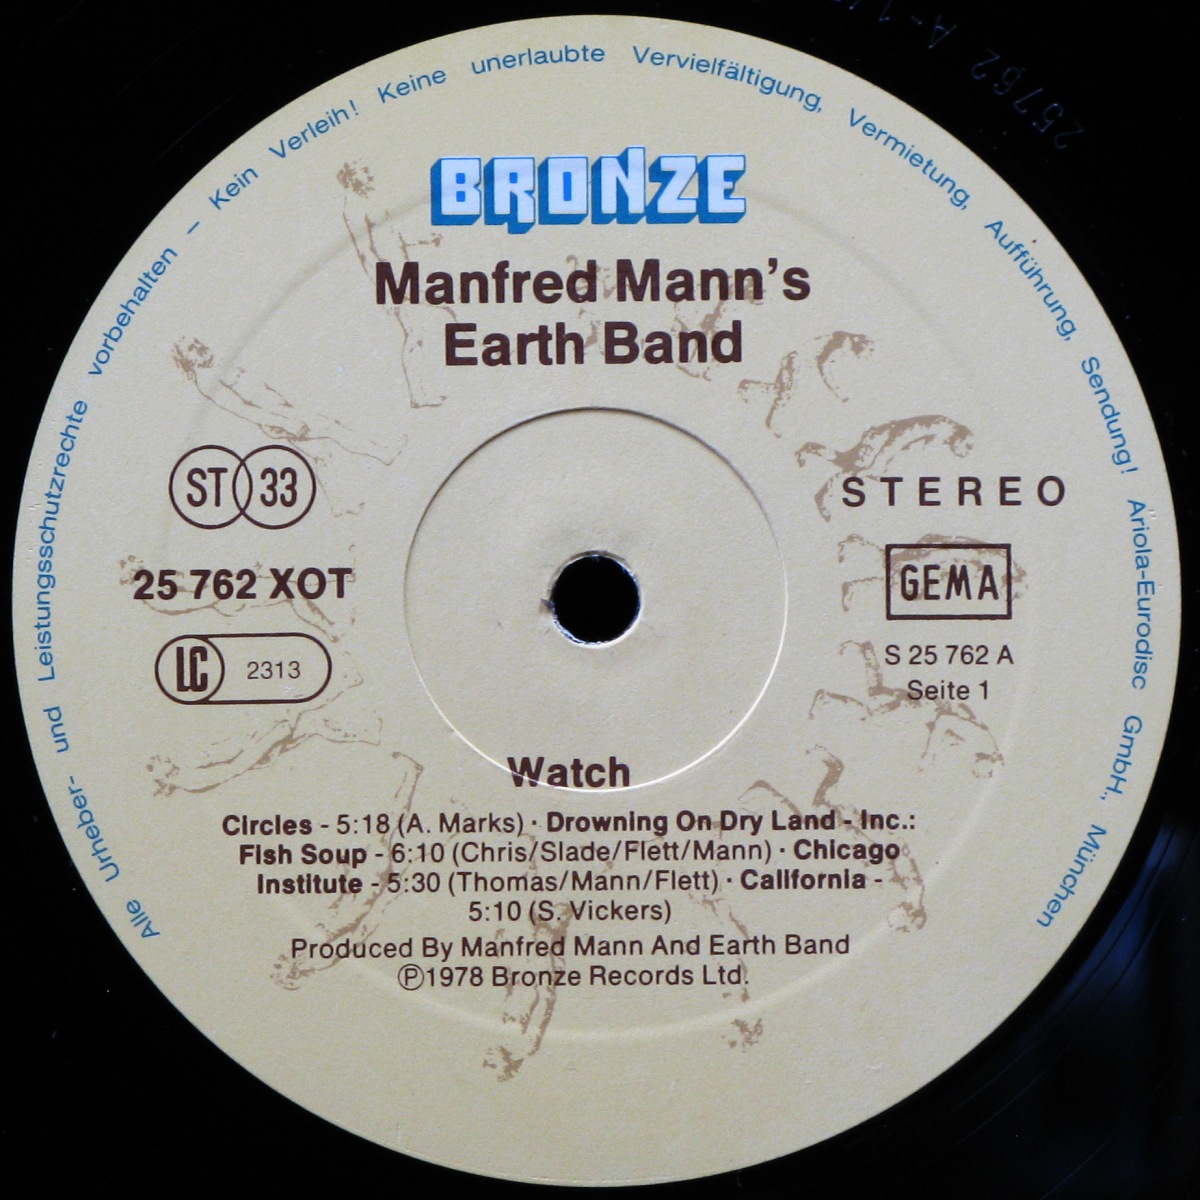 Alle Urheber- und Leistungsschutzrechte vorbehalten – Kein Verleih! Keine unerlaubte Vervielfältigung, Vermietung, Aufführung, Sendung! Ariola-Eurodisc GmbH., München
BRONZE
Manfred Mann's
Earth Band
ST 33
STEREO
25 762 XOT
GEMA
LC 2313
S 25 762 A
Seite 1
Watch
Circles - 5:18 (A. Marks) · Drowning On Dry Land - Inc.:
Fish Soup - 6:10 (Chris/Slade/Flett/Mann) · Chicago
Institute - 5:30 (Thomas/Mann/Flett) · California -
5:10 (S. Vickers)
Produced By Manfred Mann And Earth Band
Ⓟ1978 Bronze Records Ltd.
25762 A-1/